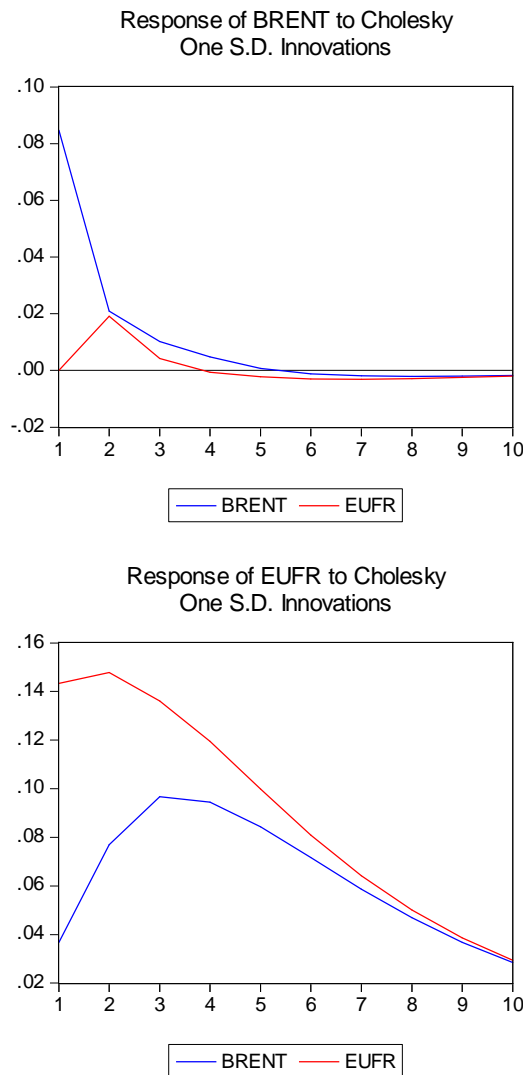 Response of BRENT to Cholesky
One S.D. Innovations
.10
.08
.06
.04
.02
.00
-.02
1 2 3 4 5 6 7 8 9 10
BRENT EUFR
Response of EUFR to Cholesky
One S.D. Innovations
.16
.14
.12
.10
.08
.06
.04
.02
1 2 3 4 5 6 7 8 9 10
BRENT EUFR